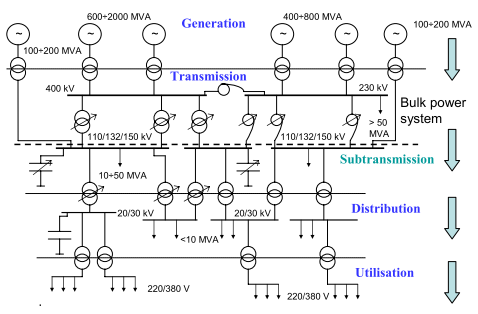 600÷2000 MVA
Generation
400÷800 MVA
100÷200 MVA
~ ~ ~ ~ ~ ~ ~
100÷200 MVA
Transmission
400 kV
230 kV
Bulk power
system
> 50
MVA
110/132/150 kV
110/132/150 kV
Subtransmission
10÷50 MVA
20/30 kV
20/30 kV
Distribution
<10 MVA
Utilisation
220/380 V
220/380 V